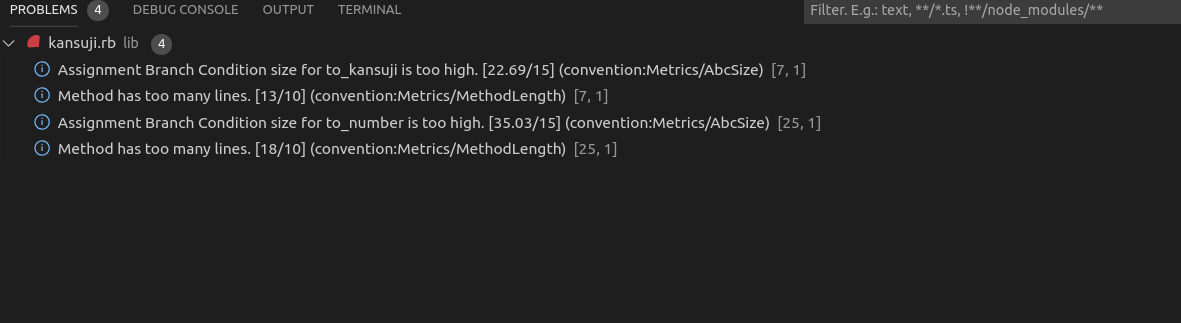 PROBLEMS 4 DEBUG CONSOLE OUTPUT TERMINAL Filter. E.g.: text, **/*.ts, !**/node_modules/**
kansuji.rb lib 4
Assignment Branch Condition size for to_kansuji is too high. [22.69/15] (convention:Metrics/AbcSize) [7, 1]
Method has too many lines. [13/10] (convention:Metrics/MethodLength) [7, 1]
Assignment Branch Condition size for to_number is too high. [35.03/15] (convention:Metrics/AbcSize) [25, 1]
Method has too many lines. [18/10] (convention:Metrics/MethodLength) [25, 1]